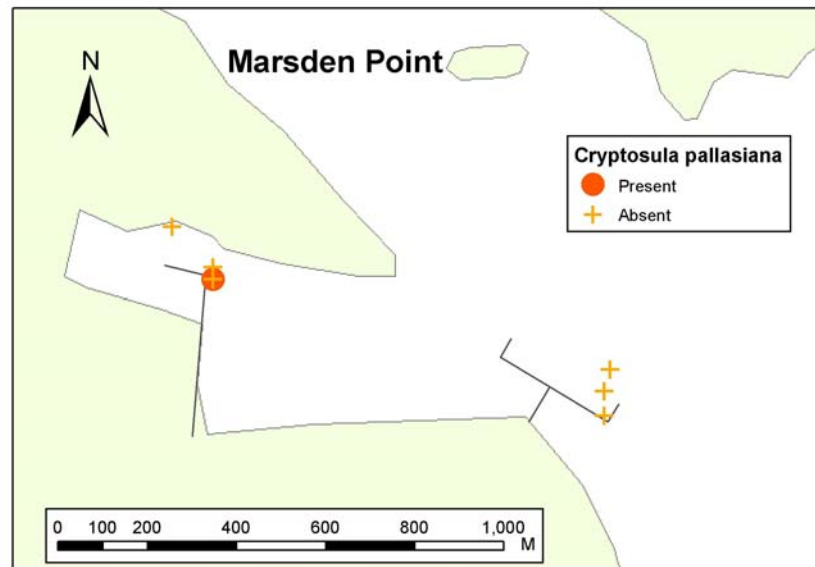 Marsden Point
N
Cryptosula pallasiana
Present
Absent
0 100 200 400 600 800 1,000
M